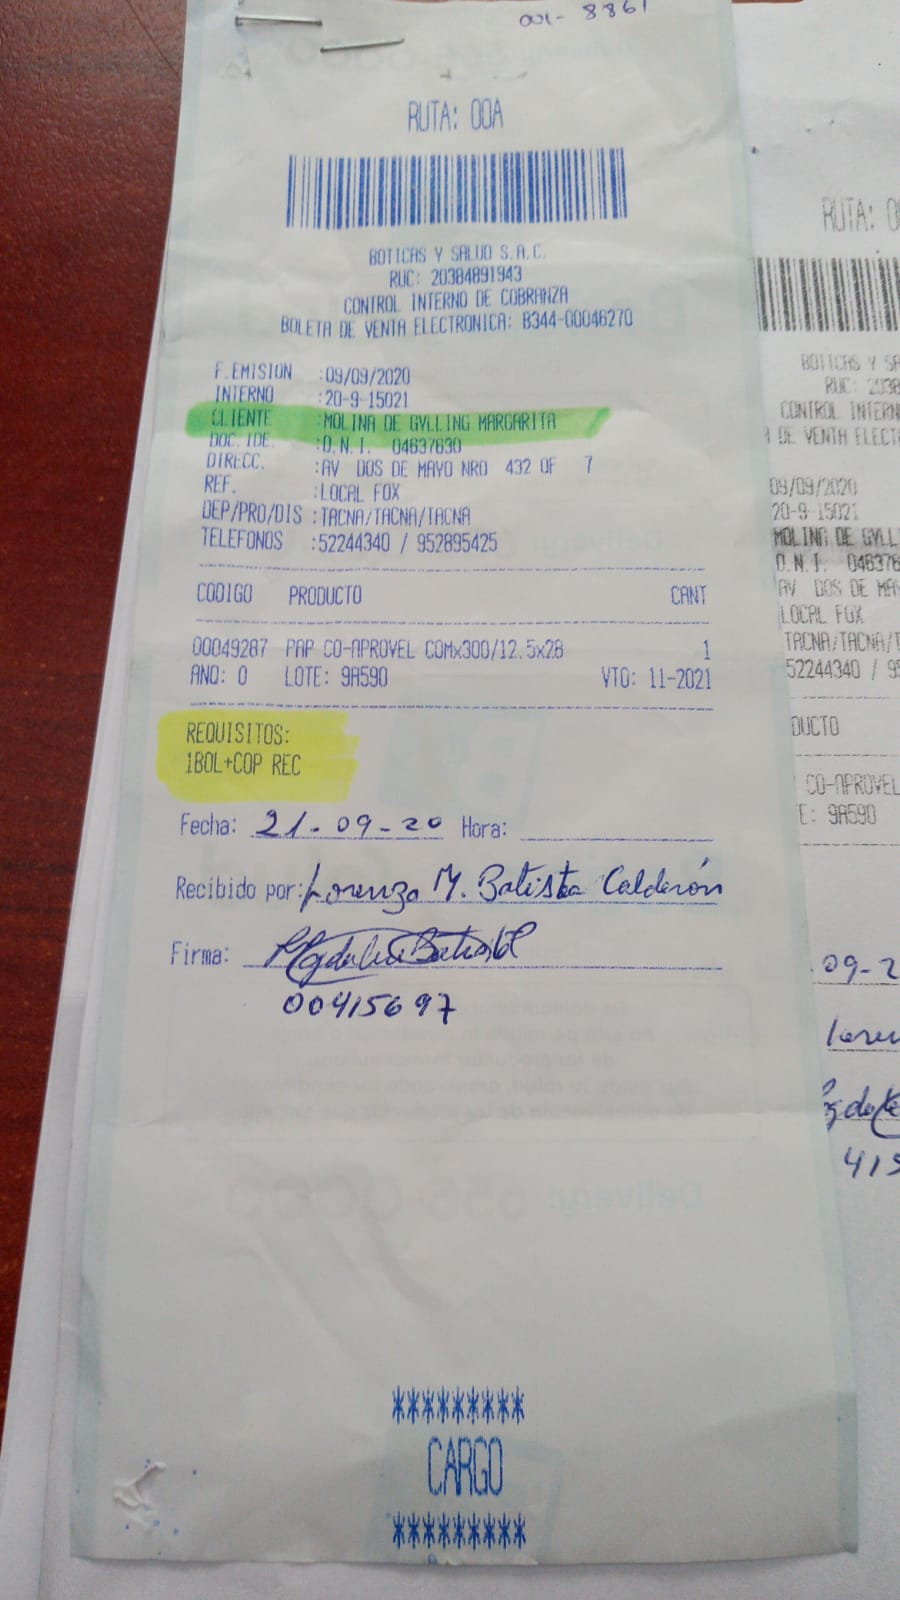 001-8861
RUTA: 00A
BOTICAS Y SALUD S.A.C.
RUC: 20384891943
CONTROL INTERNO DE COBRANZA
BOLETA DE VENTA ELECTRONICA: B344-00046270
F.EMISION :09/09/2020
INTERNO :20-9-15021
CLIENTE :MOLINA DE GYLLING MARGARITA
DOC. IDE. :D.N.I. 04637630
DIRECC. :AV DOS DE MAYO NRO 432 OF 7
REF. :LOCAL FOX
DEP/PRO/DIS :TACNA/TACNA/TACNA
TELEFONOS :52244340 / 952895425
CODIGO PRODUCTO CANT
00049287 PAP CO-APROVEL COMx300/12.5x28 1
ANQ: 0 LOTE: 9A590 VTO: 11-2021
REQUISITOS:
1BOL+COP REC
Fecha: 21-09-20 Hora:
Recibido por: Lorenza M. Batista Calderón
Firma:
00415697
*********
CARGO
*********
RUTA: 0
BOTICAS Y SA
RUC: 2038
CONTROL INTERN
DE VENTA ELECT
09/09/2020
20-9-15021
MOLINA DE GYLL
D.N.I. 046376
AV DOS DE MA
LOCAL FOX
TACNA/TACNA/T
52244340 / 95
DUCTO
CO-APROVEL
E: 9A590
09-2
415